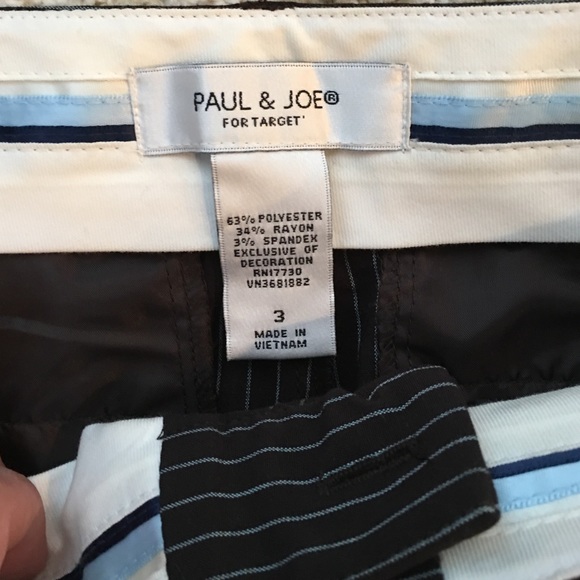 PAUL & JOE®
FOR TARGET
63% POLYESTER
34% RAYON
3% SPANDEX
EXCLUSIVE OF
DECORATION
RN17730
VN3681882
3
MADE IN
VIETNAM